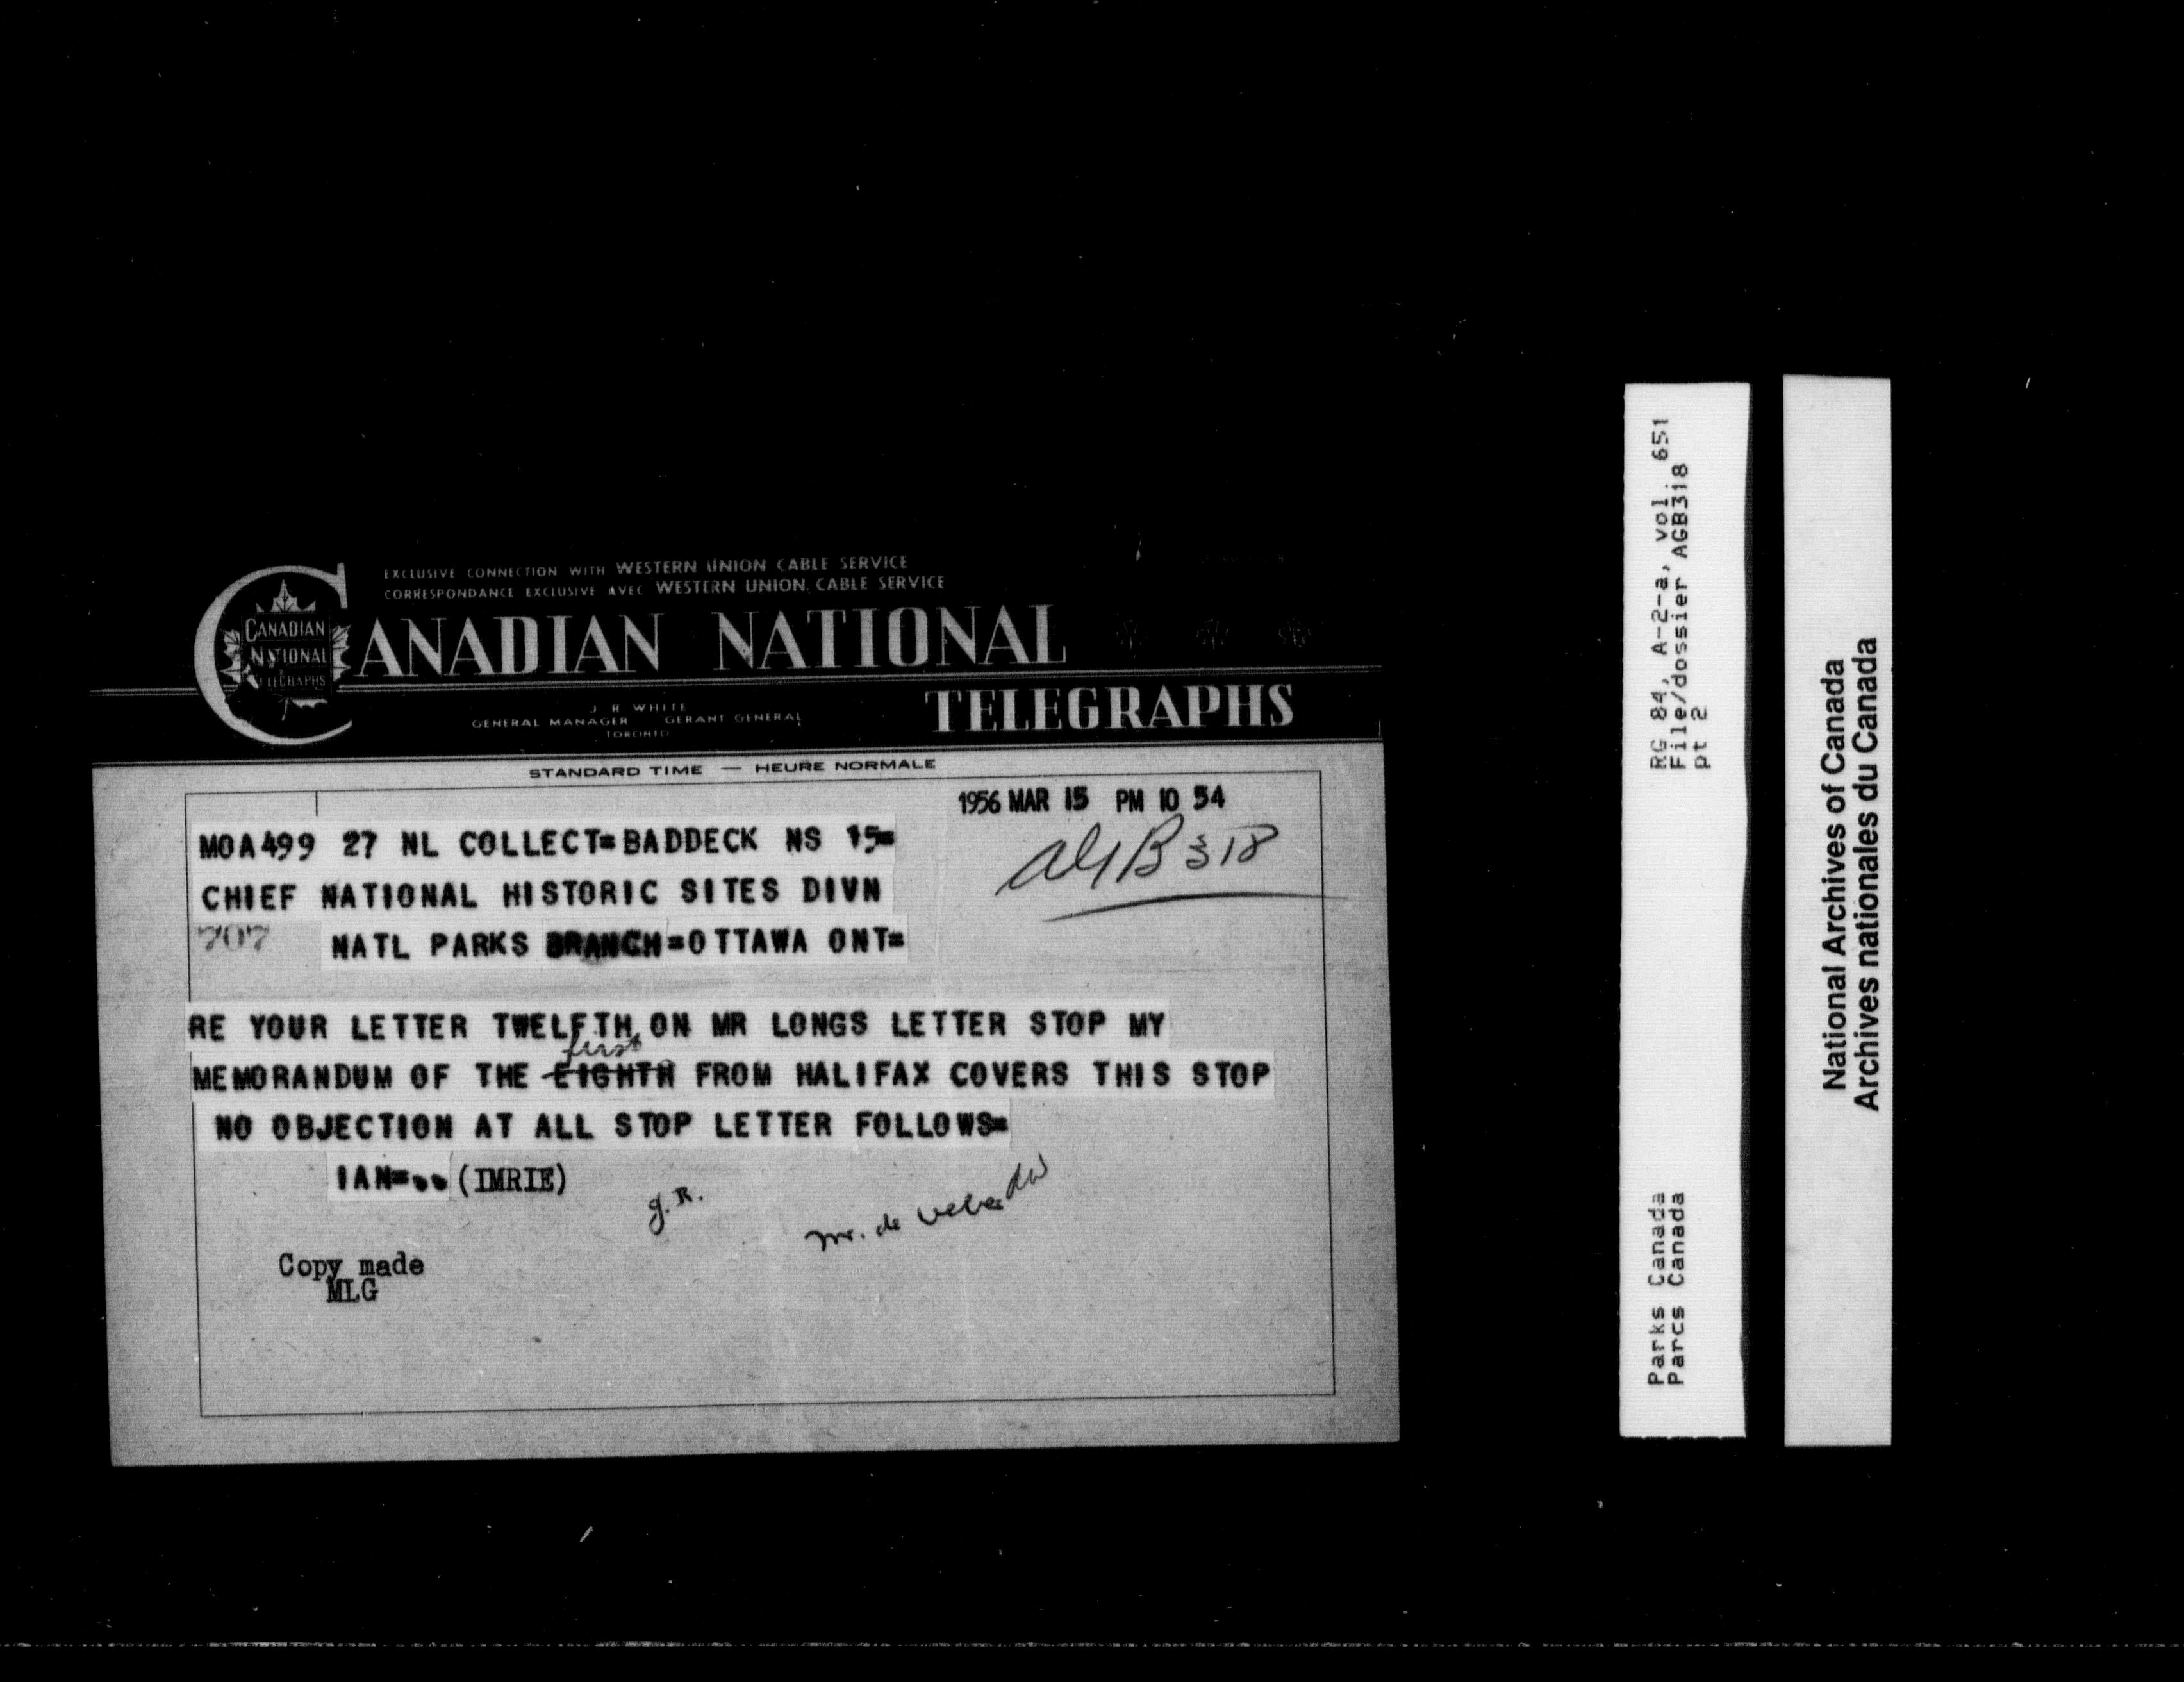 EXCLUSIVE CONNECTION WITH WESTERN UNION CABLE SERVICE
CORRESPONDANCE EXCLUSIVE AVEC WESTERN UNION CABLE SERVICE
CANADIAN NATIONAL
CANADIAN
NATIONAL
TELEGRAPHS
TELEGRAPHS
J R WHITE
GENERAL MANAGER GERANT GENERAL
TORONTO
STANDARD TIME — HEURE NORMALE
1956 MAR 15 PM 10 54
MOA499 27 NL COLLECT=BADDECK NS 15=
AGB 318
CHIEF NATIONAL HISTORIC SITES DIVN
707 NATL PARKS BRANCH=OTTAWA ONT=
RE YOUR LETTER TWELFTH ON MR LONGS LETTER STOP MY
first
MEMORANDUM OF THE EIGHTH FROM HALIFAX COVERS THIS STOP
NO OBJECTION AT ALL STOP LETTER FOLLOWS=
IAN= (IMRIE)
J.R.
Mr. de Veber
Copy made
MLG
RG 84, A-2-a, vol. 651
File/dossier AGB318
pt 2
Parks Canada
Parcs Canada
National Archives of Canada
Archives nationales du Canada